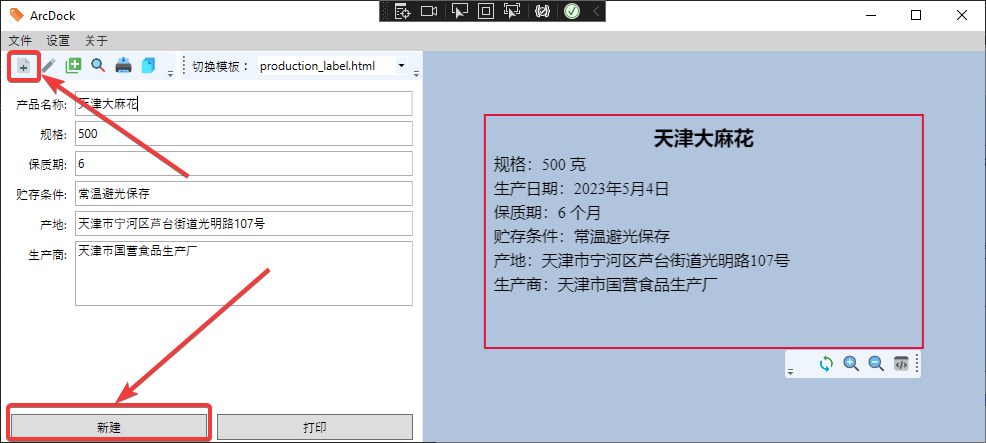 ArcDock
文件 设置 关于
切换模板： production_label.html
产品名称: 天津大麻花
规格: 500
保质期: 6
贮存条件: 常温避光保存
产地: 天津市宁河区芦台街道光明路107号
生产商: 天津市国营食品生产厂
新建 打印
天津大麻花
规格：500 克
生产日期：2023年5月4日
保质期：6 个月
贮存条件：常温避光保存
产地：天津市宁河区芦台街道光明路107号
生产商：天津市国营食品生产厂